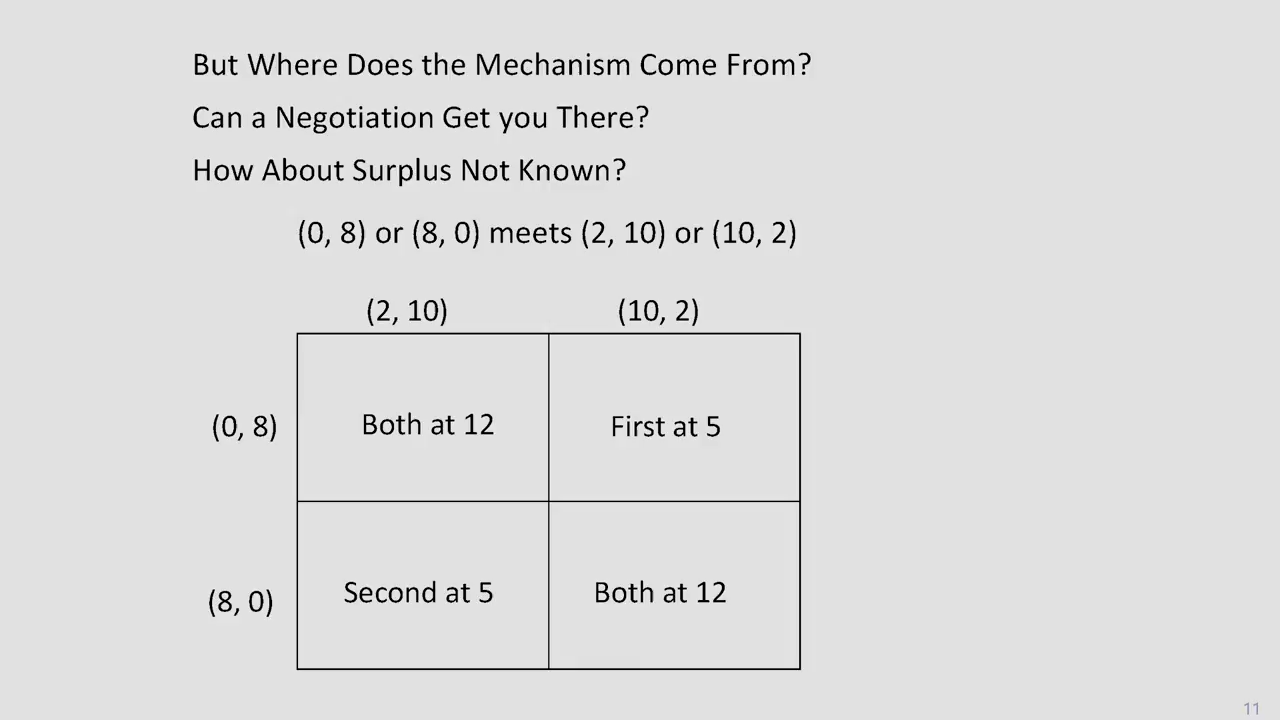 But Where Does the Mechanism Come From?
Can a Negotiation Get you There?
How About Surplus Not Known?
(0, 8) or (8, 0) meets (2, 10) or (10, 2)
(2, 10) (10, 2)
(0, 8) Both at 12 First at 5
(8, 0) Second at 5 Both at 12
11